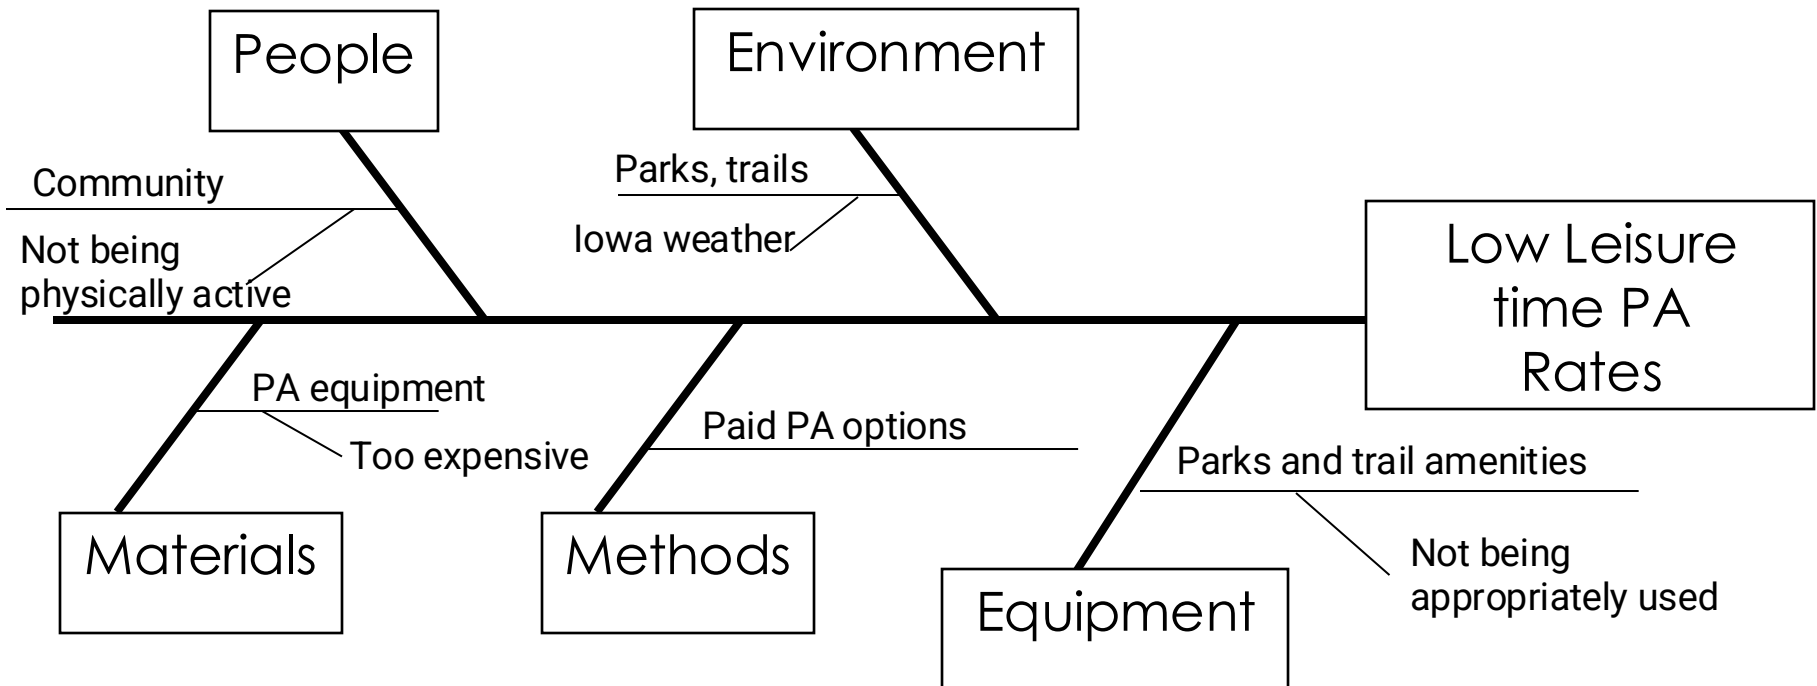 People
Environment
Community
Parks, trails
Not being
physically active
Iowa weather
Low Leisure
time PA
Rates
PA equipment
Too expensive
Paid PA options
Parks and trail amenities
Not being
appropriately used
Materials
Methods
Equipment